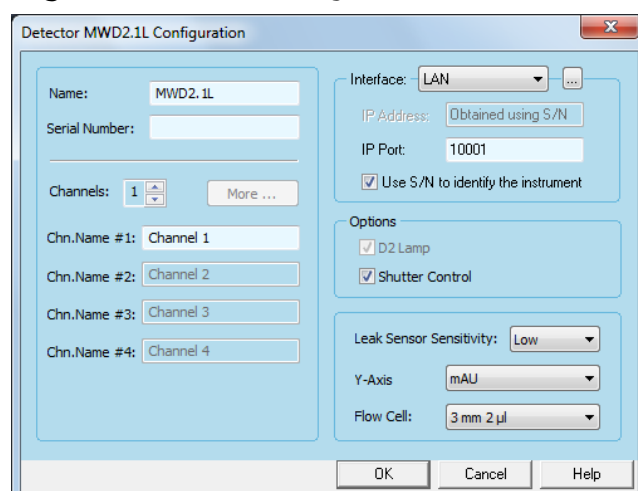 Detector MWD2.1L Configuration
Name: MWD2.1L
Serial Number:
Channels: 1 More ...
Chn.Name #1: Channel 1
Chn.Name #2: Channel 2
Chn.Name #3: Channel 3
Chn.Name #4: Channel 4
Interface: LAN ...
IP Address: Obtained using S/N
IP Port: 10001
Use S/N to identify the instrument
Options
D2 Lamp
Shutter Control
Leak Sensor Sensitivity: Low
Y-Axis mAU
Flow Cell: 3 mm 2 µl
OK Cancel Help